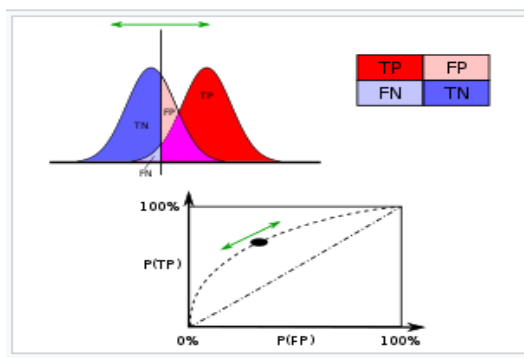 TP FP
FN TN
TN FP TP
FN
100%
P(TP)
0% P(FP) 100%